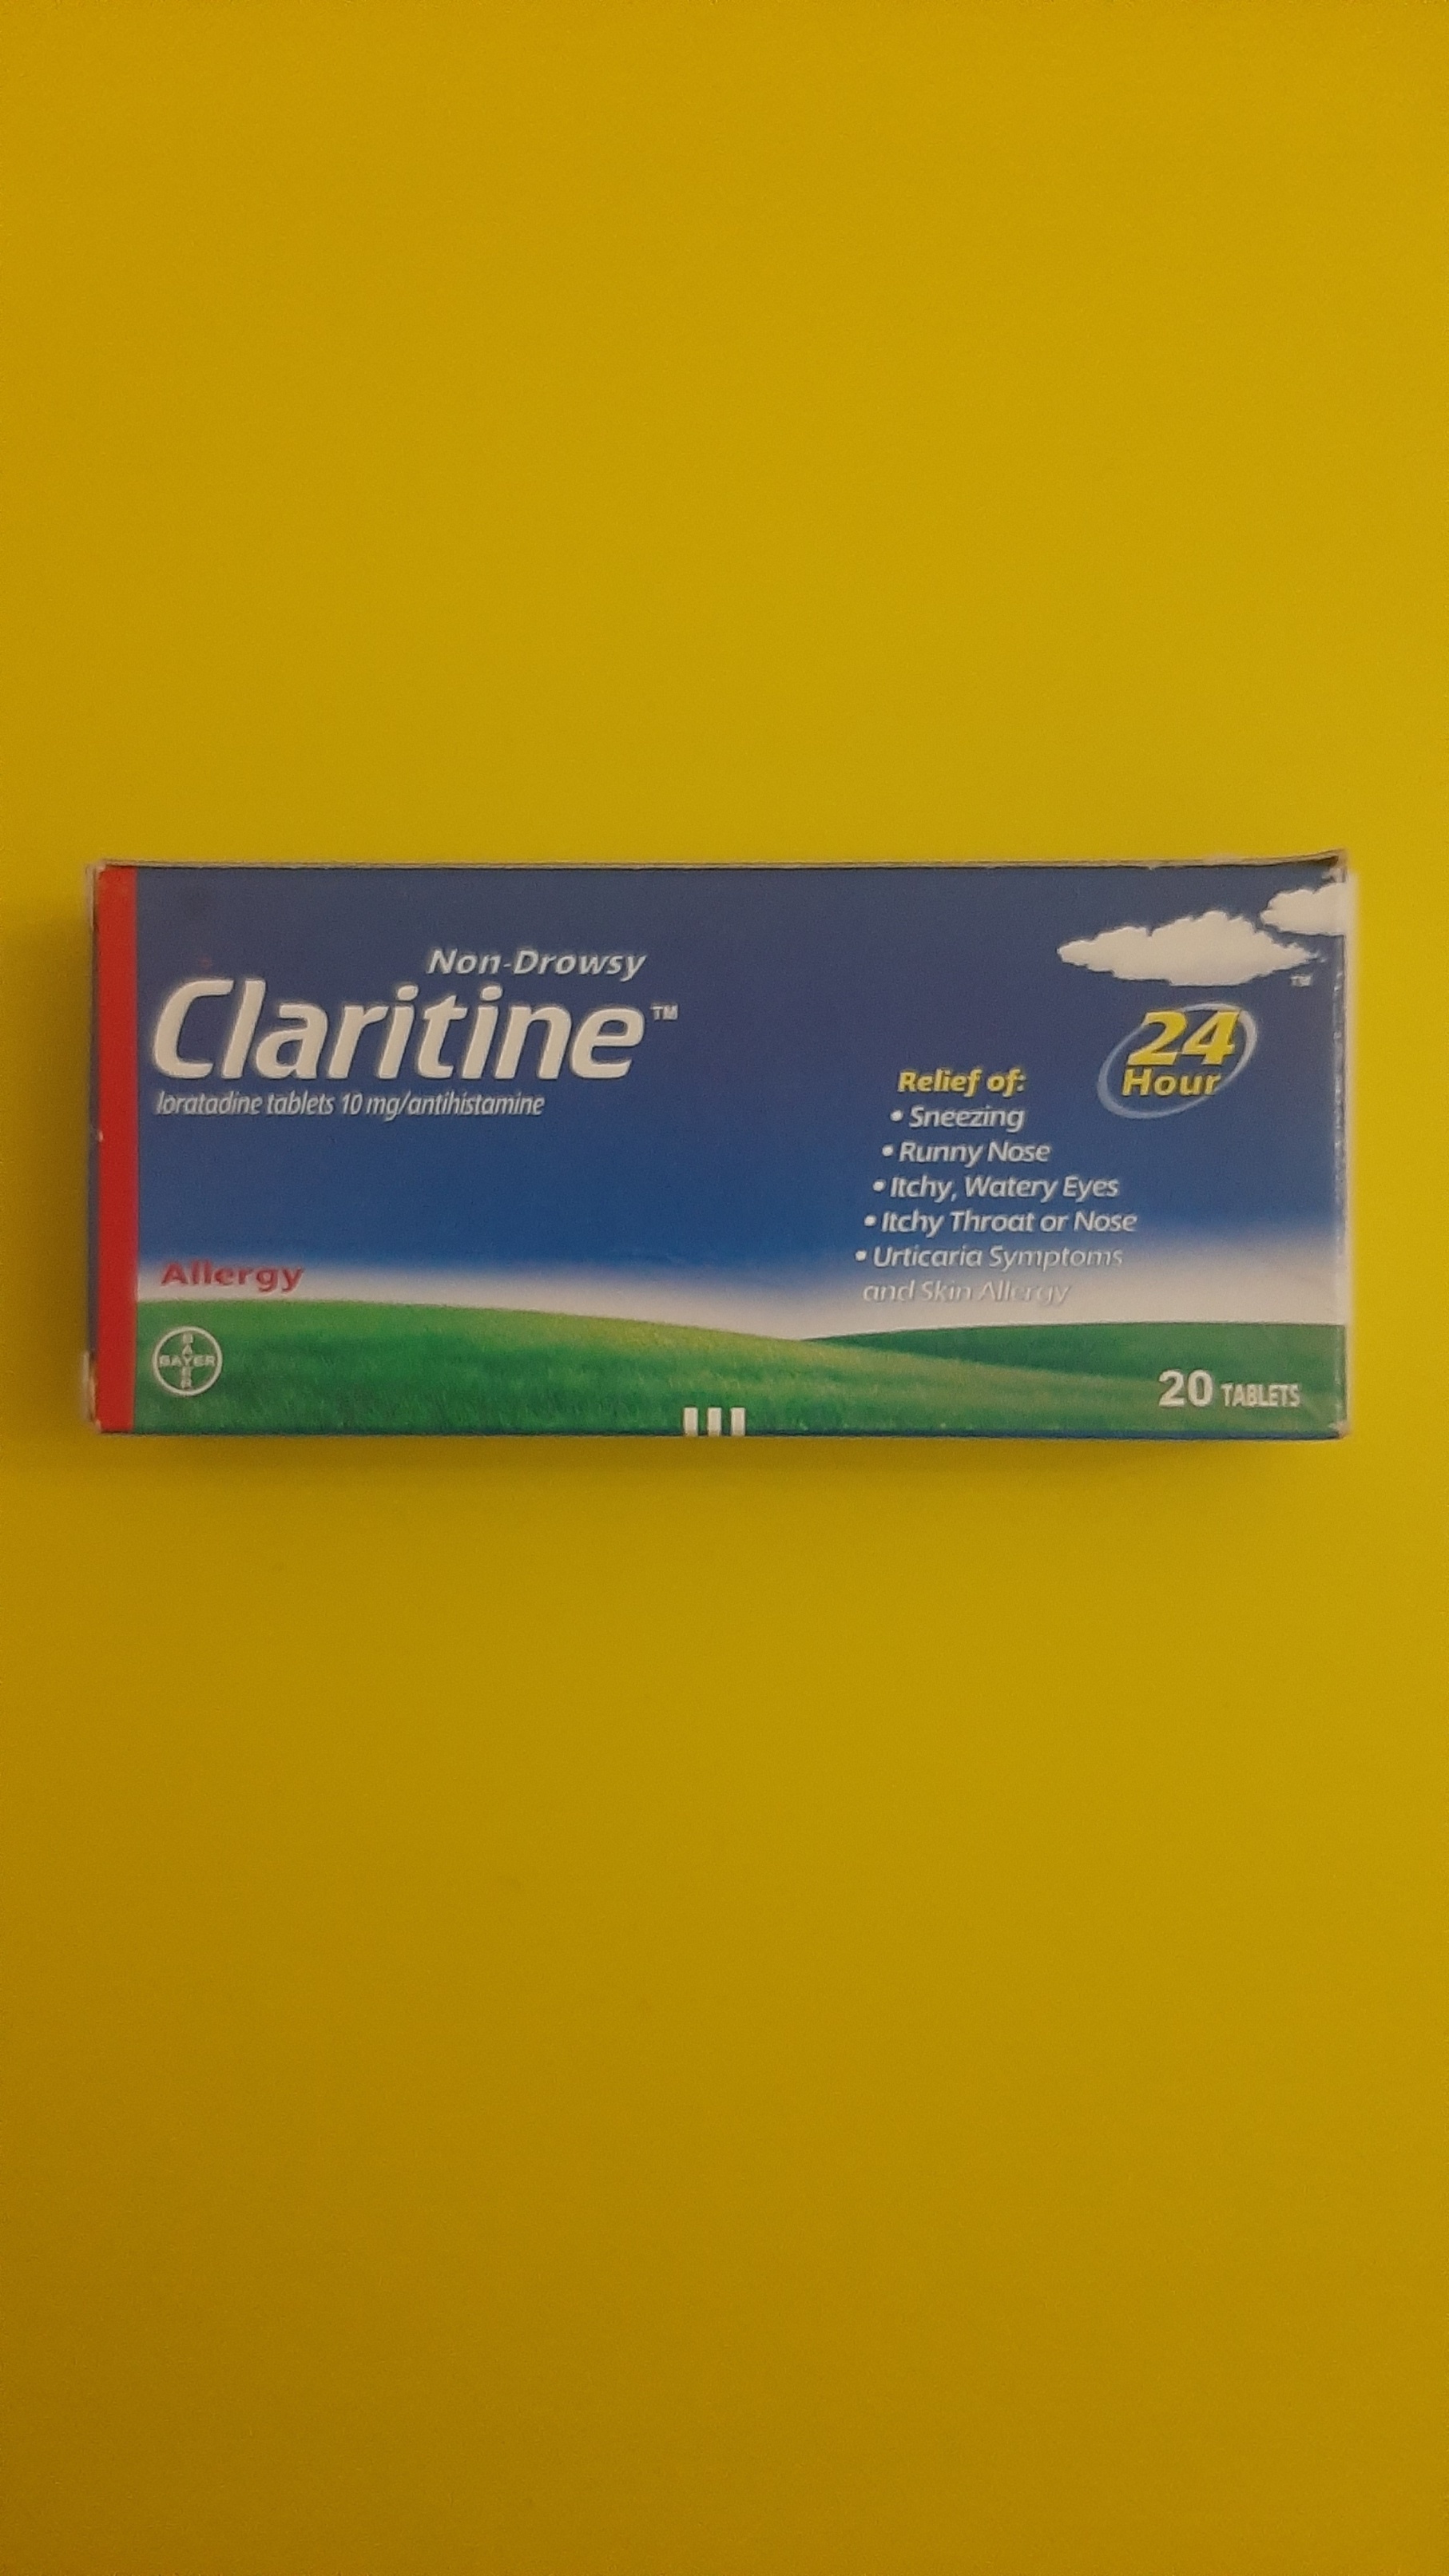 Non-Drowsy
Claritine™
loratadine tablets 10 mg/antihistamine
™
24
Hour
Relief of:
• Sneezing
• Runny Nose
• Itchy, Watery Eyes
• Itchy Throat or Nose
• Urticaria Symptoms
and Skin Allergy
Allergy
BAYER
BAYER
20 TABLETS